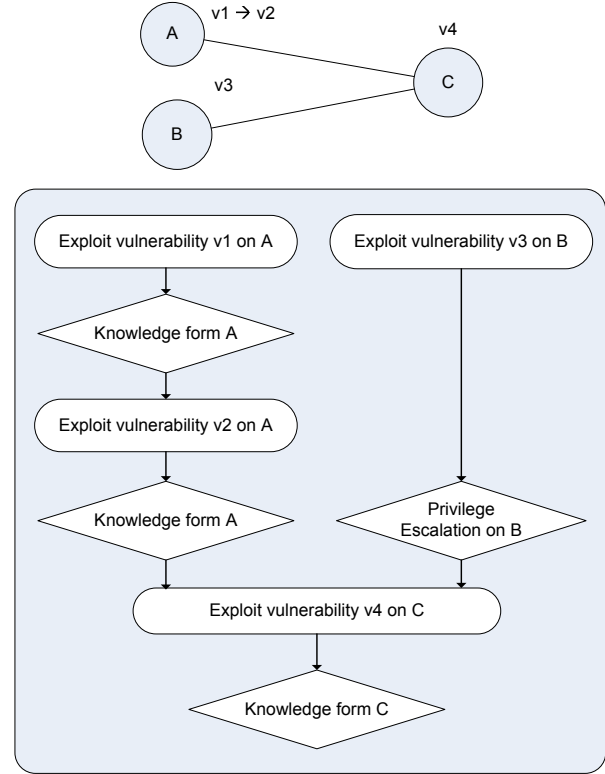 v1 → v2
A
v4
C
v3
B
Exploit vulnerability v1 on A
Exploit vulnerability v3 on B
Knowledge form A
Exploit vulnerability v2 on A
Knowledge form A
Privilege
Escalation on B
Exploit vulnerability v4 on C
Knowledge form C